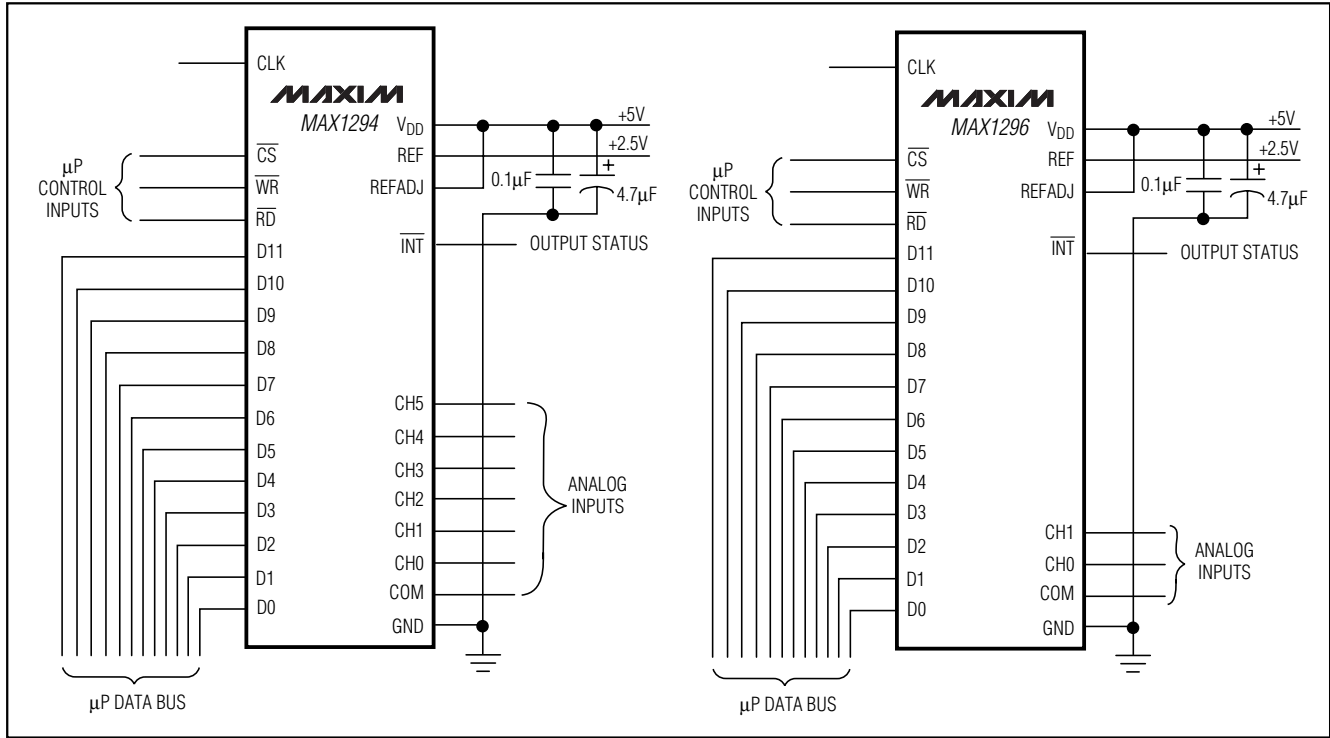 CLK
MAXIM
MAX1294
VDD
+5V
CS
REF
+2.5V
µP
CONTROL
INPUTS
WR
REFADJ
0.1µF
+
4.7µF
RD
INT
OUTPUT STATUS
D11
D10
D9
D8
D7
D6
D5
D4
D3
D2
D1
D0
CH5
CH4
CH3
CH2
CH1
CH0
COM
GND
ANALOG
INPUTS
µP DATA BUS
CLK
MAXIM
MAX1296
VDD
+5V
CS
REF
+2.5V
µP
CONTROL
INPUTS
WR
REFADJ
0.1µF
+
4.7µF
RD
INT
OUTPUT STATUS
D11
D10
D9
D8
D7
D6
D5
D4
D3
D2
D1
D0
CH1
CH0
COM
GND
ANALOG
INPUTS
µP DATA BUS